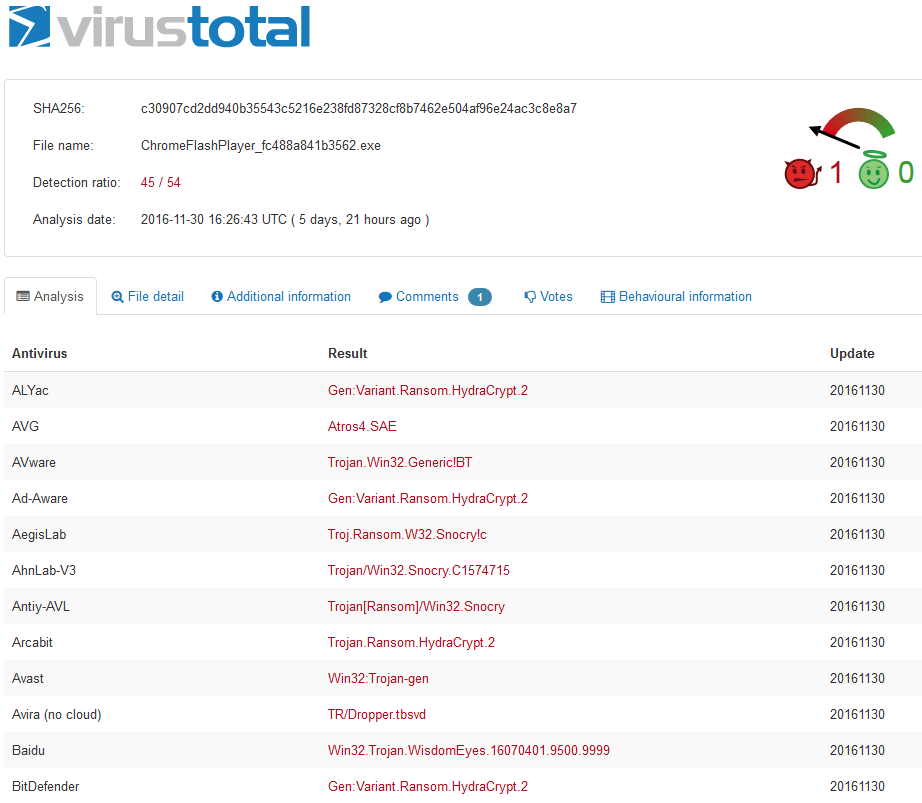 virustotal
SHA256: c30907cd2dd940b35543c5216e238fd87328cf8b7462e504af96e24ac3c8e8a7
File name: ChromeFlashPlayer_fc488a841b3562.exe
Detection ratio: 45 / 54
Analysis date: 2016-11-30 16:26:43 UTC ( 5 days, 21 hours ago )
1 0
Analysis File detail Additional information Comments 1 Votes Behavioural information
Antivirus Result Update
ALYac Gen:Variant.Ransom.HydraCrypt.2 20161130
AVG Atros4.SAE 20161130
AVware Trojan.Win32.Generic!BT 20161130
Ad-Aware Gen:Variant.Ransom.HydraCrypt.2 20161130
AegisLab Troj.Ransom.W32.Snocry!c 20161130
AhnLab-V3 Trojan/Win32.Snocry.C1574715 20161130
Antiy-AVL Trojan[Ransom]/Win32.Snocry 20161130
Arcabit Trojan.Ransom.HydraCrypt.2 20161130
Avast Win32:Trojan-gen 20161130
Avira (no cloud) TR/Dropper.tbsvd 20161130
Baidu Win32.Trojan.WisdomEyes.16070401.9500.9999 20161130
BitDefender Gen:Variant.Ransom.HydraCrypt.2 20161130